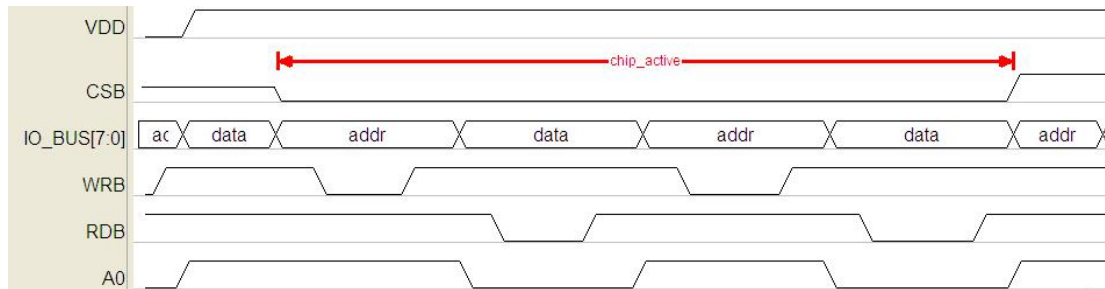 VDD
chip_active
CSB
IO_BUS[7:0] ac data addr data addr data addr
WRB
RDB
A0